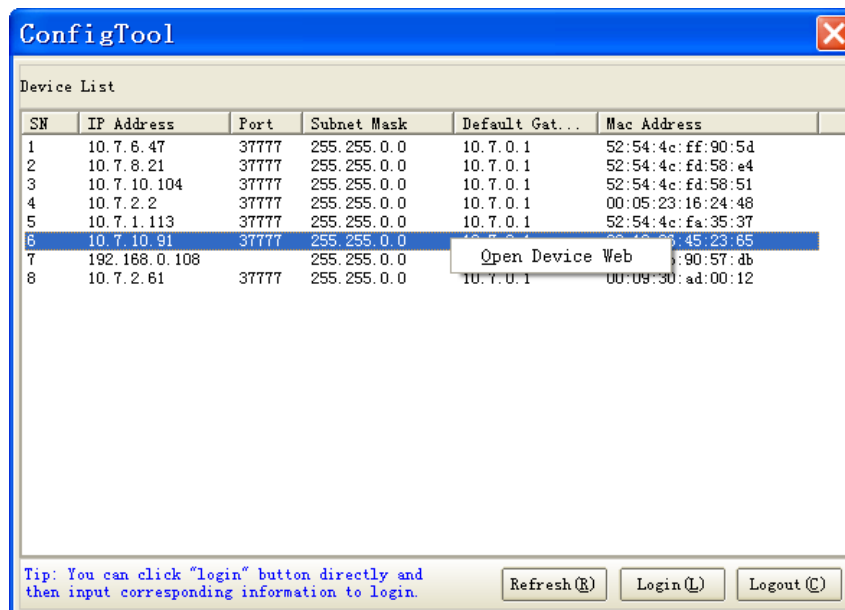 ConfigTool
Device List
SN IP Address Port Subnet Mask Default Gat... Mac Address
1 10.7.6.47 37777 255.255.0.0 10.7.0.1 52:54:4c:ff:90:5d
2 10.7.8.21 37777 255.255.0.0 10.7.0.1 52:54:4c:fd:58:e4
3 10.7.10.104 37777 255.255.0.0 10.7.0.1 52:54:4c:fd:58:51
4 10.7.2.2 37777 255.255.0.0 10.7.0.1 00:05:23:16:24:48
5 10.7.1.113 37777 255.255.0.0 10.7.0.1 52:54:4c:fa:35:37
6 10.7.10.91 37777 255.255.0.0 :45:23:65
Open Device Web
7 192.168.0.108 255.255.0.0 :90:57:db
8 10.7.2.61 37777 255.255.0.0 10.7.0.1 00:09:30:ad:00:12
Tip: You can click "login" button directly and
then input corresponding information to login.
Refresh(R) Login(L) Logout(C)